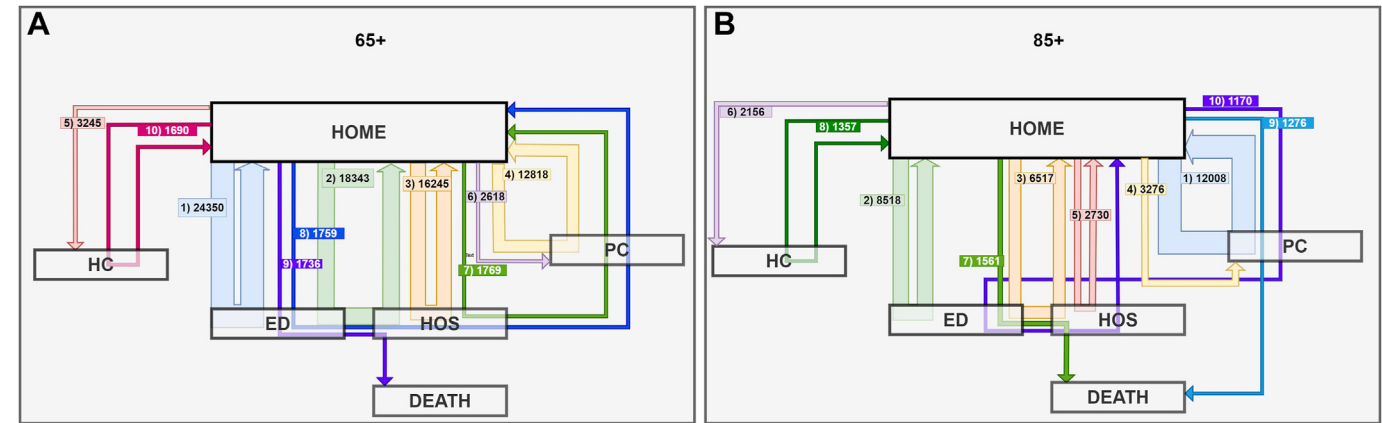 A
65+
HOME
5) 3245
10) 1690
1) 24350
2) 18343
3) 16245
4) 12818
6) 2618
8) 1759
9) 1736
7) 1769
HC
PC
ED
HOS
DEATH
B
85+
HOME
6) 2156
8) 1357
10) 1170
9) 1276
2) 8518
3) 6517
5) 2730
4) 3276
1) 12008
7) 1561
HC
PC
ED
HOS
DEATH